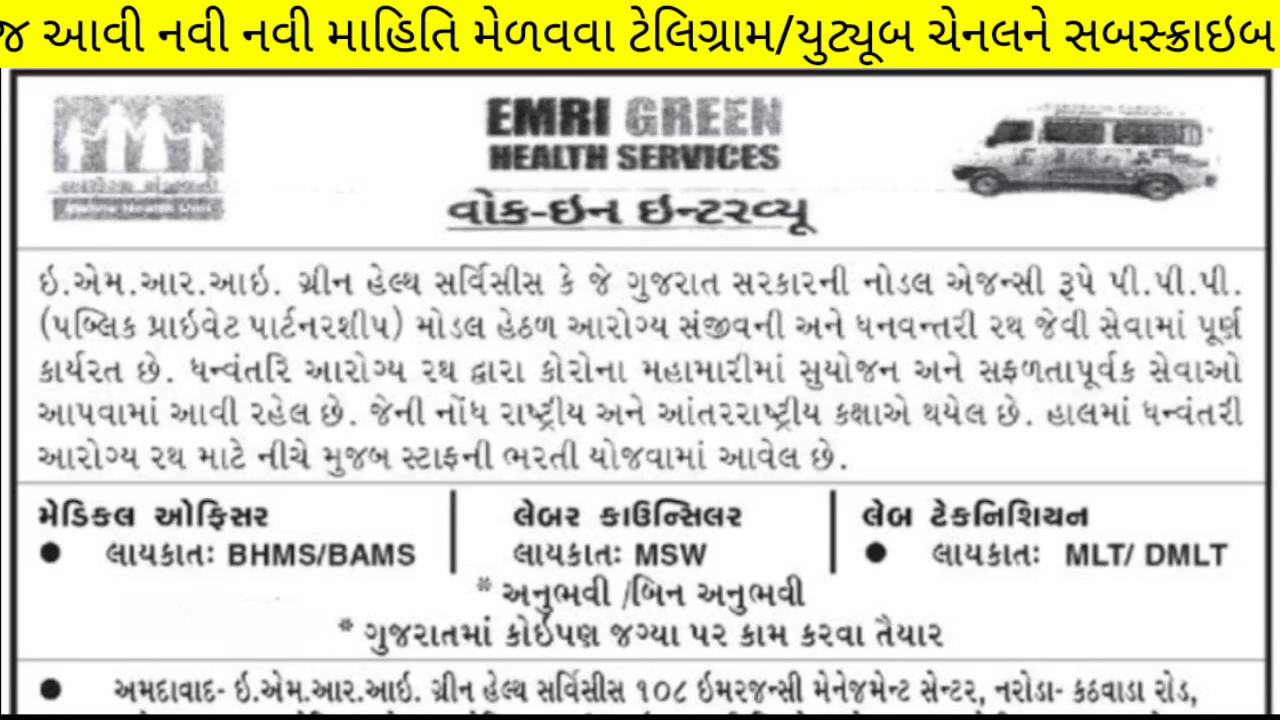 જ આવી નવી નવી માહિતિ મેળવવા ટેલિગ્રામ/યુટ્યૂબ ચેનલને સબસ્ક્રાઇબ
EMRI GREEN
HEALTH SERVICES
વોક-ઇન ઇન્ટરવ્યૂ
ઇ.એમ.આર.આઇ. ગ્રીન હેલ્થ સર્વિસીસ કે જે ગુજરાત સરકારની નોડલ એજન્સી રૂપે પી.પી.પી.
(પબ્લિક પ્રાઇવેટ પાર્ટનરશીપ) મોડલ હેઠળ આરોગ્ય સંજીવની અને ધનવન્તરી રથ જેવી સેવામાં પૂર્ણ
કાર્યરત છે. ધન્વંતરિ આરોગ્ય રથ દ્વારા કોરોના મહામારીમાં સુયોજન અને સફળતાપૂર્વક સેવાઓ
આપવામાં આવી રહેલ છે. જેની નોંધ રાષ્ટ્રીય અને આંતરરાષ્ટ્રીય કક્ષાએ થયેલ છે. હાલમાં ધન્વંતરી
આરોગ્ય રથ માટે નીચે મુજબ સ્ટાફની ભરતી યોજવામાં આવેલ છે.
મેડિકલ ઓફિસર
● લાયકાતઃ BHMS/BAMS
લેબર કાઉન્સિલર
લાયકાતઃ MSW
લેબ ટેકનિશિયન
● લાયકાતઃ MLT/ DMLT
* અનુભવી /બિન અનુભવી
* ગુજરાતમાં કોઈપણ જગ્યા પર કામ કરવા તૈયાર
● અમદાવાદ- ઇ.એમ.આર.આઇ. ગ્રીન હેલ્થ સર્વિસીસ ૧૦૮ ઇમરજન્સી મેનેજમેન્ટ સેન્ટર, નરોડા- કઠવાડા રોડ,